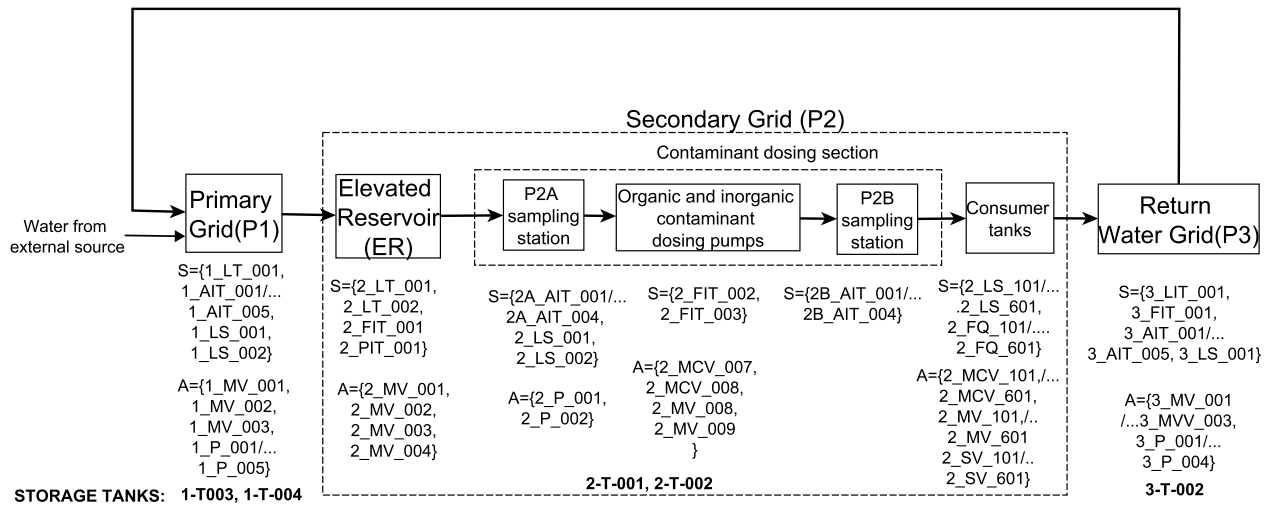 Secondary Grid (P2)
Contaminant dosing section
Water from
external source
Primary
Grid(P1)
Elevated
Reservoir
(ER)
P2A
sampling
station
Organic and inorganic
contaminant
dosing pumps
P2B
sampling
station
Consumer
tanks
Return
Water Grid(P3)
S={1_LT_001,
1_AIT_001/...
1_AIT_005,
1_LS_001,
1_LS_002}
A={1_MV_001,
1_MV_002,
1_MV_003,
1_P_001/...
1_P_005}
S={2_LT_001,
2_LT_002,
2_FIT_001
2_PIT_001}
A={2_MV_001,
2_MV_002,
2_MV_003,
2_MV_004}
S={2A_AIT_001/...
2A_AIT_004,
2_LS_001,
2_LS_002}
A={2_P_001,
2_P_002}
S={2_FIT_002,
2_FIT_003}
A={2_MCV_007,
2_MCV_008,
2_MV_008,
2_MV_009
}
S={2B_AIT_001/...
2B_AIT_004}
S={2_LS_101/...
.2_LS_601,
2_FQ_101/....
2_FQ_601}
A={2_MCV_101,/...
2_MCV_601,
2_MV_101,/..
2_MV_601
2_SV_101/..
2_SV_601}
S={3_LIT_001,
3_FIT_001,
3_AIT_001/...
3_AIT_005, 3_LS_001}
A={3_MV_001
/...3_MVV_003,
3_P_001/...
3_P_004}
STORAGE TANKS: 1-T003, 1-T-004
2-T-001, 2-T-002
3-T-002